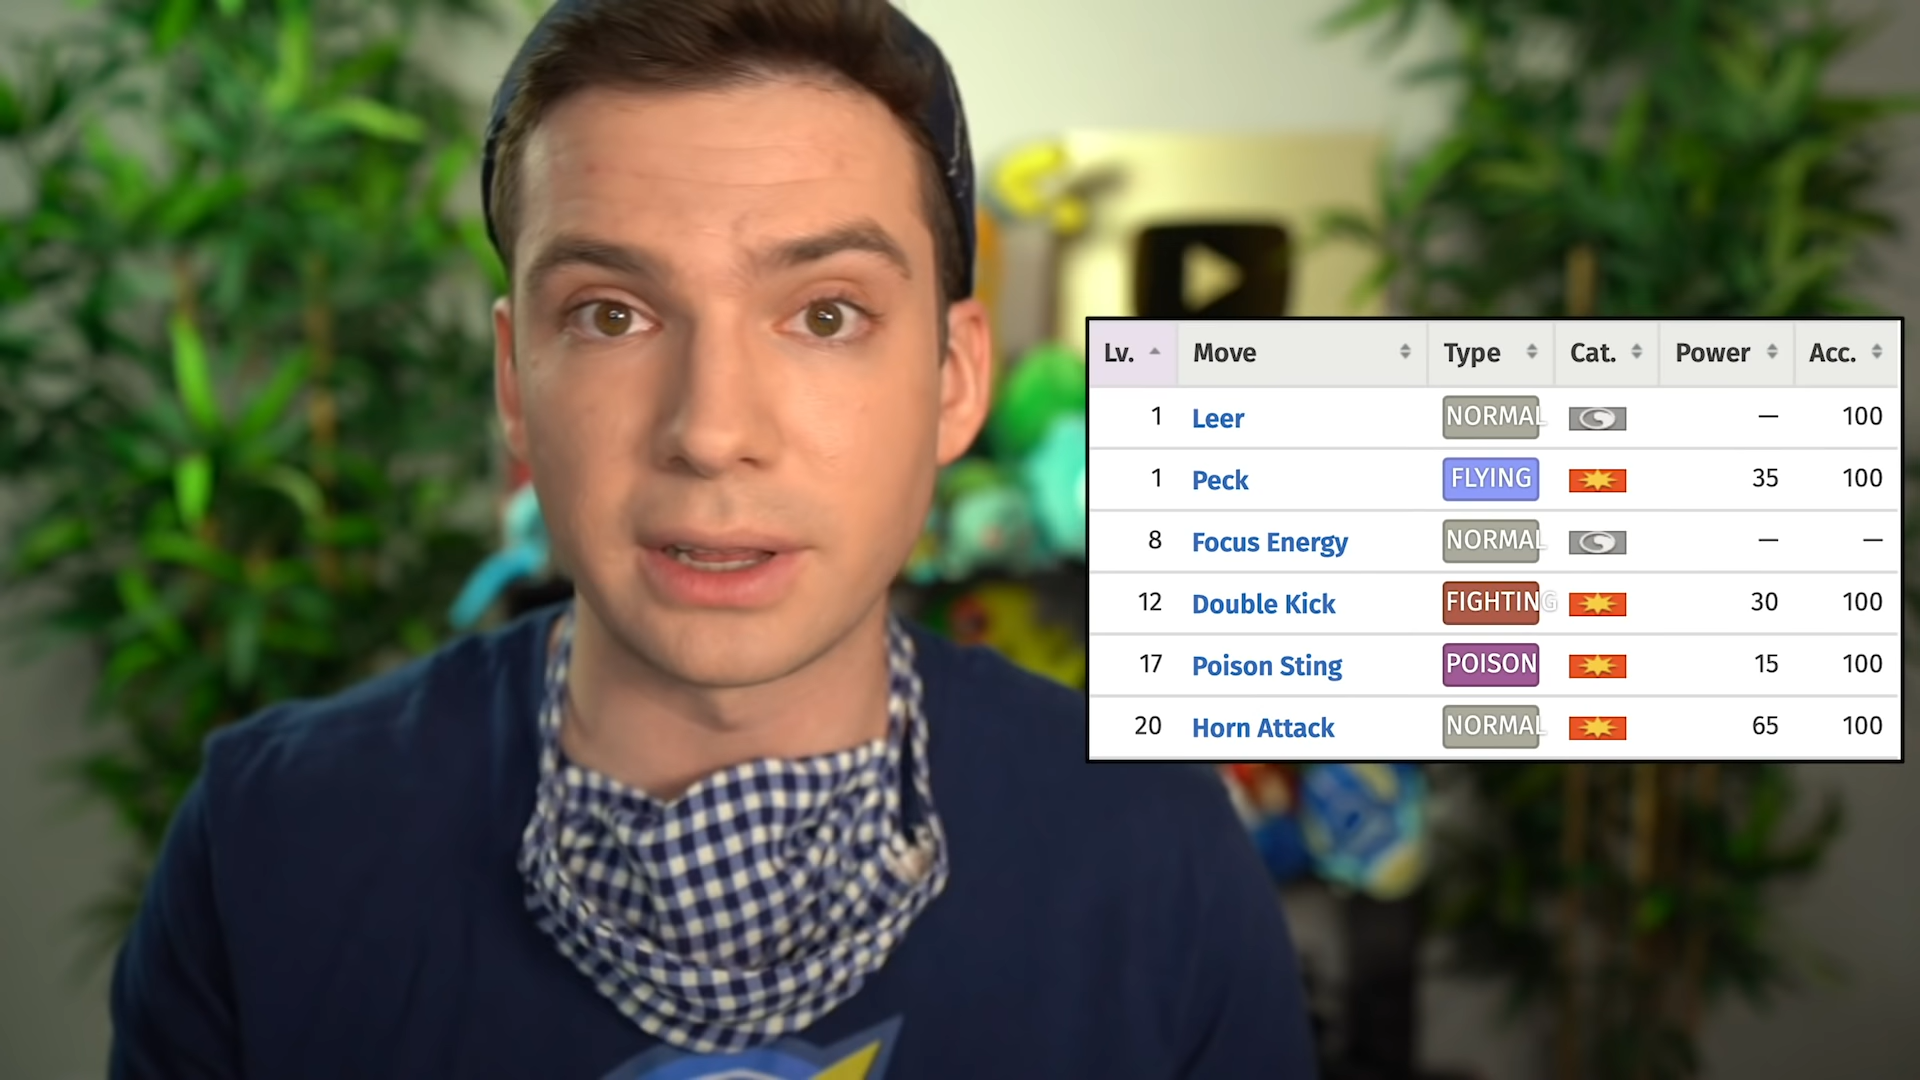 Lv. Move Type Cat. Power Acc.
1 Leer NORMAL — 100
1 Peck FLYING 35 100
8 Focus Energy NORMAL — —
12 Double Kick FIGHTING 30 100
17 Poison Sting POISON 15 100
20 Horn Attack NORMAL 65 100